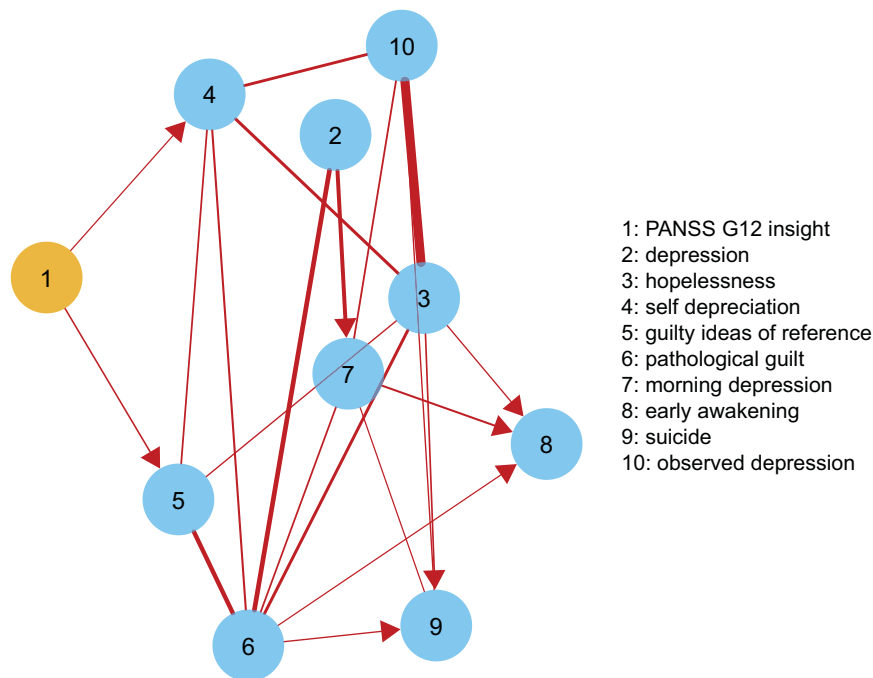 10
4
2
1
3
7
8
5
9
6
1: PANSS G12 insight
2: depression
3: hopelessness
4: self depreciation
5: guilty ideas of reference
6: pathological guilt
7: morning depression
8: early awakening
9: suicide
10: observed depression